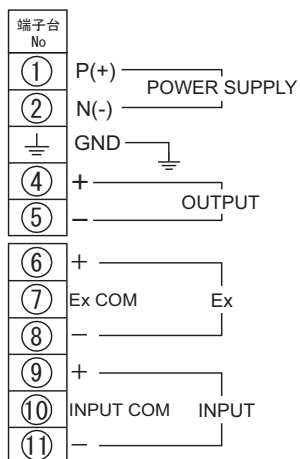 端子台
No
① P(+)
POWER SUPPLY
② N(-)
GND
④ +
OUTPUT
⑤ −
⑥ +
⑦ Ex COM Ex
⑧ −
⑨ +
⑩ INPUT COM INPUT
⑪ −